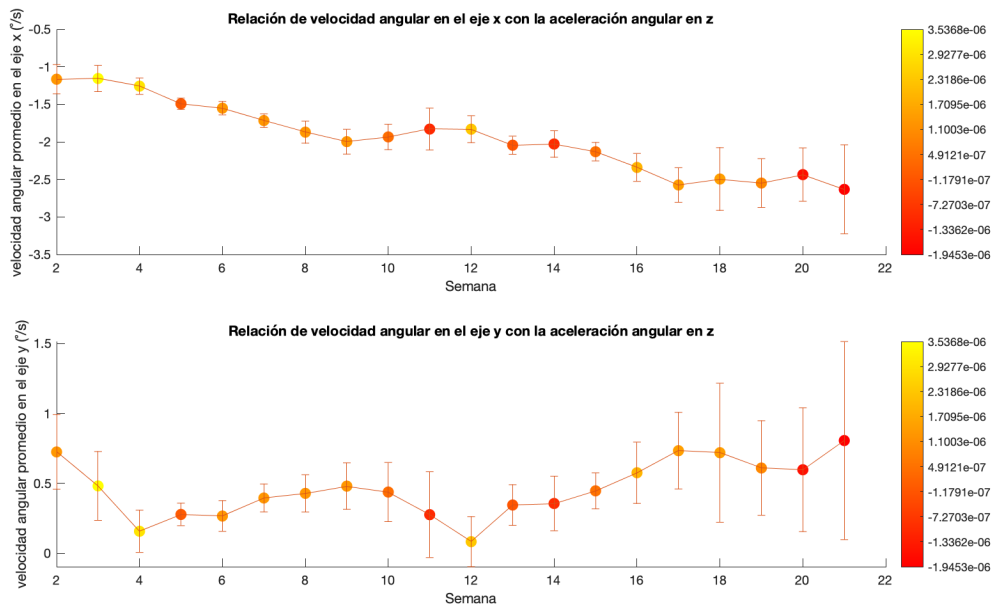 Relación de velocidad angular en el eje x con la aceleración angular en z
velocidad angular promedio en el eje x (°/s)
-0.5
-1
-1.5
-2
-2.5
-3
-3.5
2
4
6
8
10
12
14
16
18
20
22
Semana
3.5368e-06
2.9277e-06
2.3186e-06
1.7095e-06
1.1003e-06
4.9121e-07
-1.1791e-07
-7.2703e-07
-1.3362e-06
-1.9453e-06
Relación de velocidad angular en el eje y con la aceleración angular en z
velocidad angular promedio en el eje y (°/s)
1.5
1
0.5
0
2
4
6
8
10
12
14
16
18
20
22
Semana
3.5368e-06
2.9277e-06
2.3186e-06
1.7095e-06
1.1003e-06
4.9121e-07
-1.1791e-07
-7.2703e-07
-1.3362e-06
-1.9453e-06